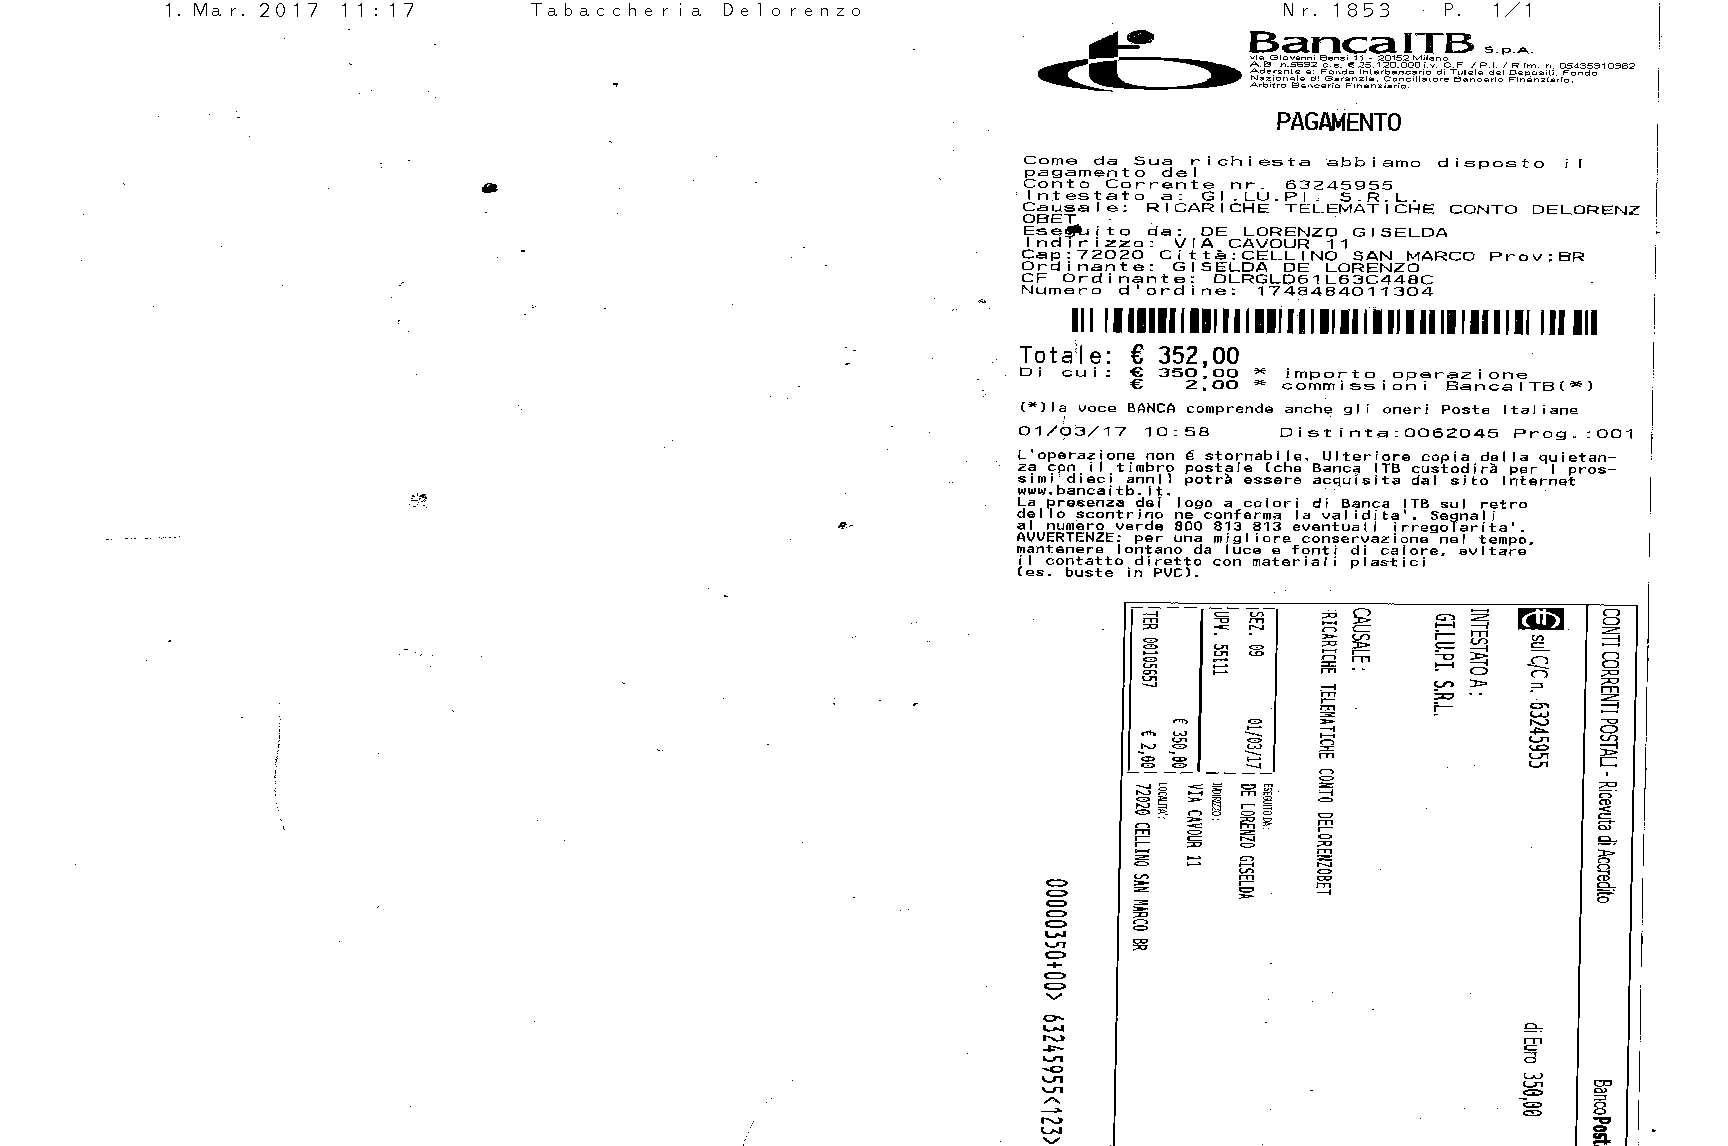 1. Mar. 2017 11:17 Tabaccheria Delorenzo Nr. 1853 P. 1/1
BancaITB S.p.A.
via Giovanni Bensi 11 - 20152 Milano
Aderente a: Fondo Interbancario di Tutela dei Depositi, Fondo
Nazionale di Garanzia, Conciliatore Bancario Finanziario,
Arbitro Bancario Finanziario.
PAGAMENTO
Come da Sua richiesta abbiamo disposto il
pagamento del
Conto Corrente nr. 63245955
Intestato a: GI.LU.PI. S.R.L.
Causale: RICARICHE TELEMATICHE CONTO DELORENZ
OBET
Eseguito da: DE LORENZO GISELDA
Indirizzo: VIA CAVOUR 11
Cap:72020 Città:CELLINO SAN MARCO Prov:BR
Ordinante: GISELDA DE LORENZO
CF Ordinante: DLRGLD61L63C448C
Numero d'ordine: 1748484011304
Totale: € 352,00
Di cui: € 350,00 * importo operazione
€ 2,00 * commissioni BancaITB(*)
(*)la voce BANCA comprende anche gli oneri Poste Italiane
01/03/17 10:58 Distinta:0062045 Prog.:001
L'operazione non é stornabile. Ulteriore copia della quietan-
za con il timbro postale (che Banca ITB custodirà per i pros-
simi dieci anni) potrà essere acquisita dal sito Internet
www.bancaitb.it.
La presenza del logo a colori di Banca ITB sul retro
dello scontrino ne conferma la validita'. Segnali
al numero verde 800 813 813 eventuali irregolarita'.
AVVERTENZE: per una migliore conservazione nel tempo,
mantenere lontano da luce e fonti di calore, evitare
il contatto diretto con materiali plastici
(es. buste in PVC).
CONTI CORRENTI POSTALI - Ricevuta di Accredito BancoPost
sul C/C n. 63245955 di Euro 350,00
INTESTATO A:
GI.LU.PI. S.R.L.
CAUSALE:
RICARICHE TELEMATICHE CONTO DELORENZOBET
SEZ. 09 01/03/17
UPV. 55111
€ 350,00
TER 00105657 € 2,00
ESEGUITO DA:
DE LORENZO GISELDA
INDIRIZZO:
VIA CAVOUR 11
LOCALITA':
72020 CELLINO SAN MARCO BR
00000350+00> 63245955<123>